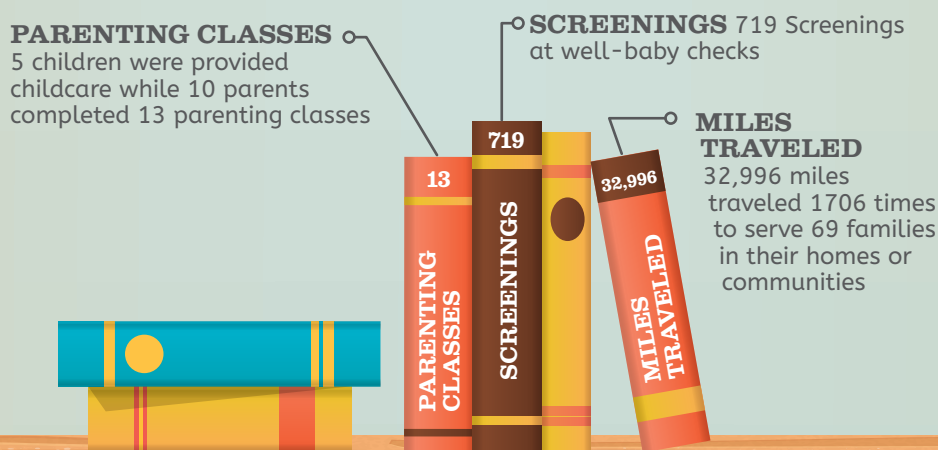 PARENTING CLASSES
5 children were provided
childcare while 10 parents
completed 13 parenting classes
SCREENINGS 719 Screenings
at well-baby checks
MILES
TRAVELED
32,996 miles
traveled 1706 times
to serve 69 families
in their homes or
communities
13
PARENTING
CLASSES
719
SCREENINGS
32,996
MILES
TRAVELED